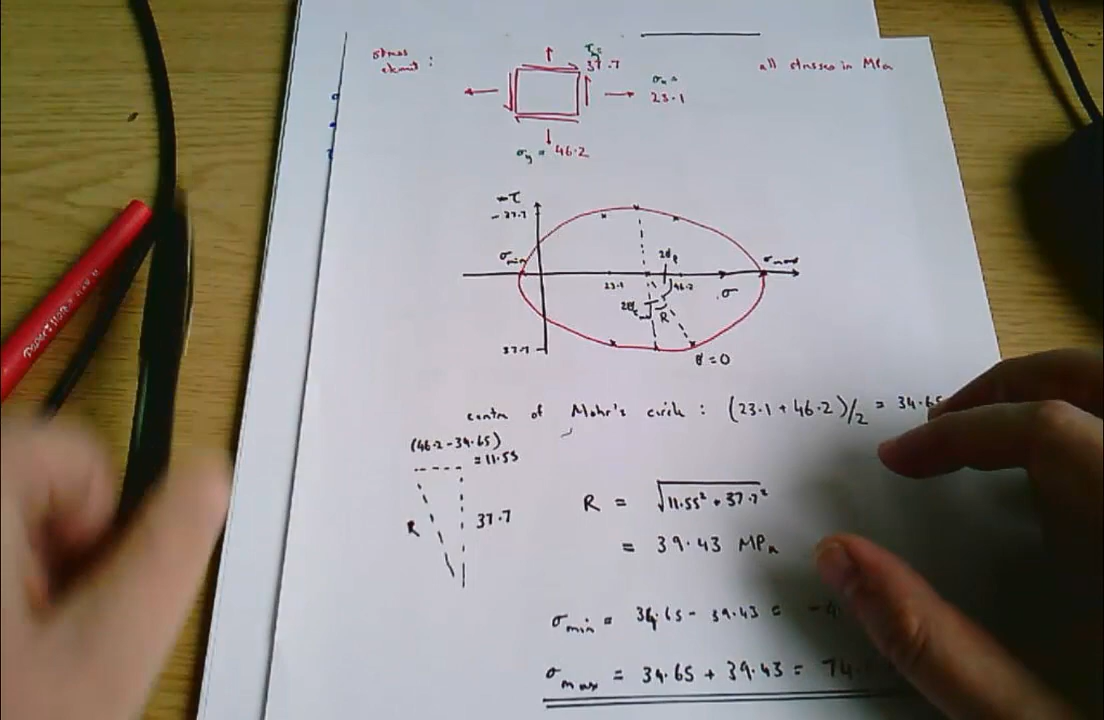 stress
element :
τxy=
37.7
σx =
23.1
σy = 46.2
all stresses in MPa
-τ
-37.7
σmin
2θp
σmax
23.1
46.2
σ
2θτmax
R
37.7
θ = 0
centre of Mohr's circle : (23.1 + 46.2)/2 = 34.65
(46.2 - 34.65)
= 11.55
R
37.7
R = √11.55² + 37.7²
= 39.43 MPa
σmin = 34.65 - 39.43 =
σmax = 34.65 + 39.43 = 74.